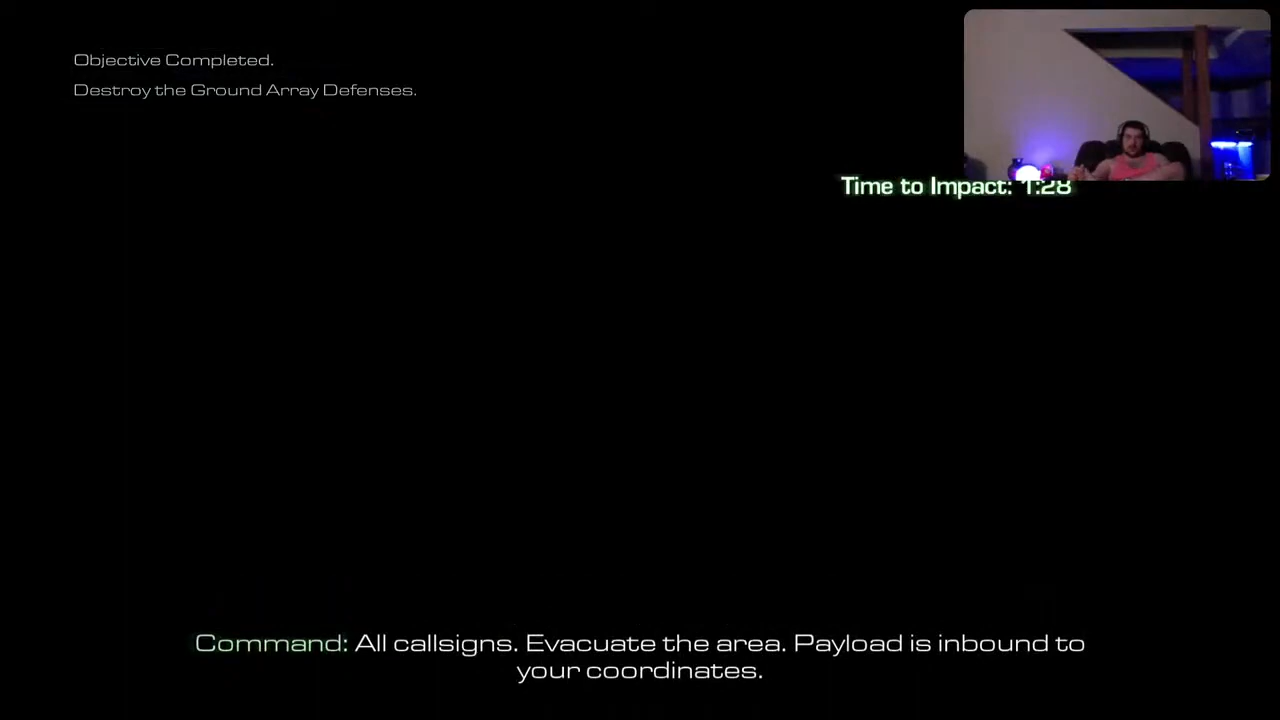 Objective Completed.
Destroy the Ground Array Defenses.
Time to Impact: 1:28
Command: All callsigns. Evacuate the area. Payload is inbound to
your coordinates.